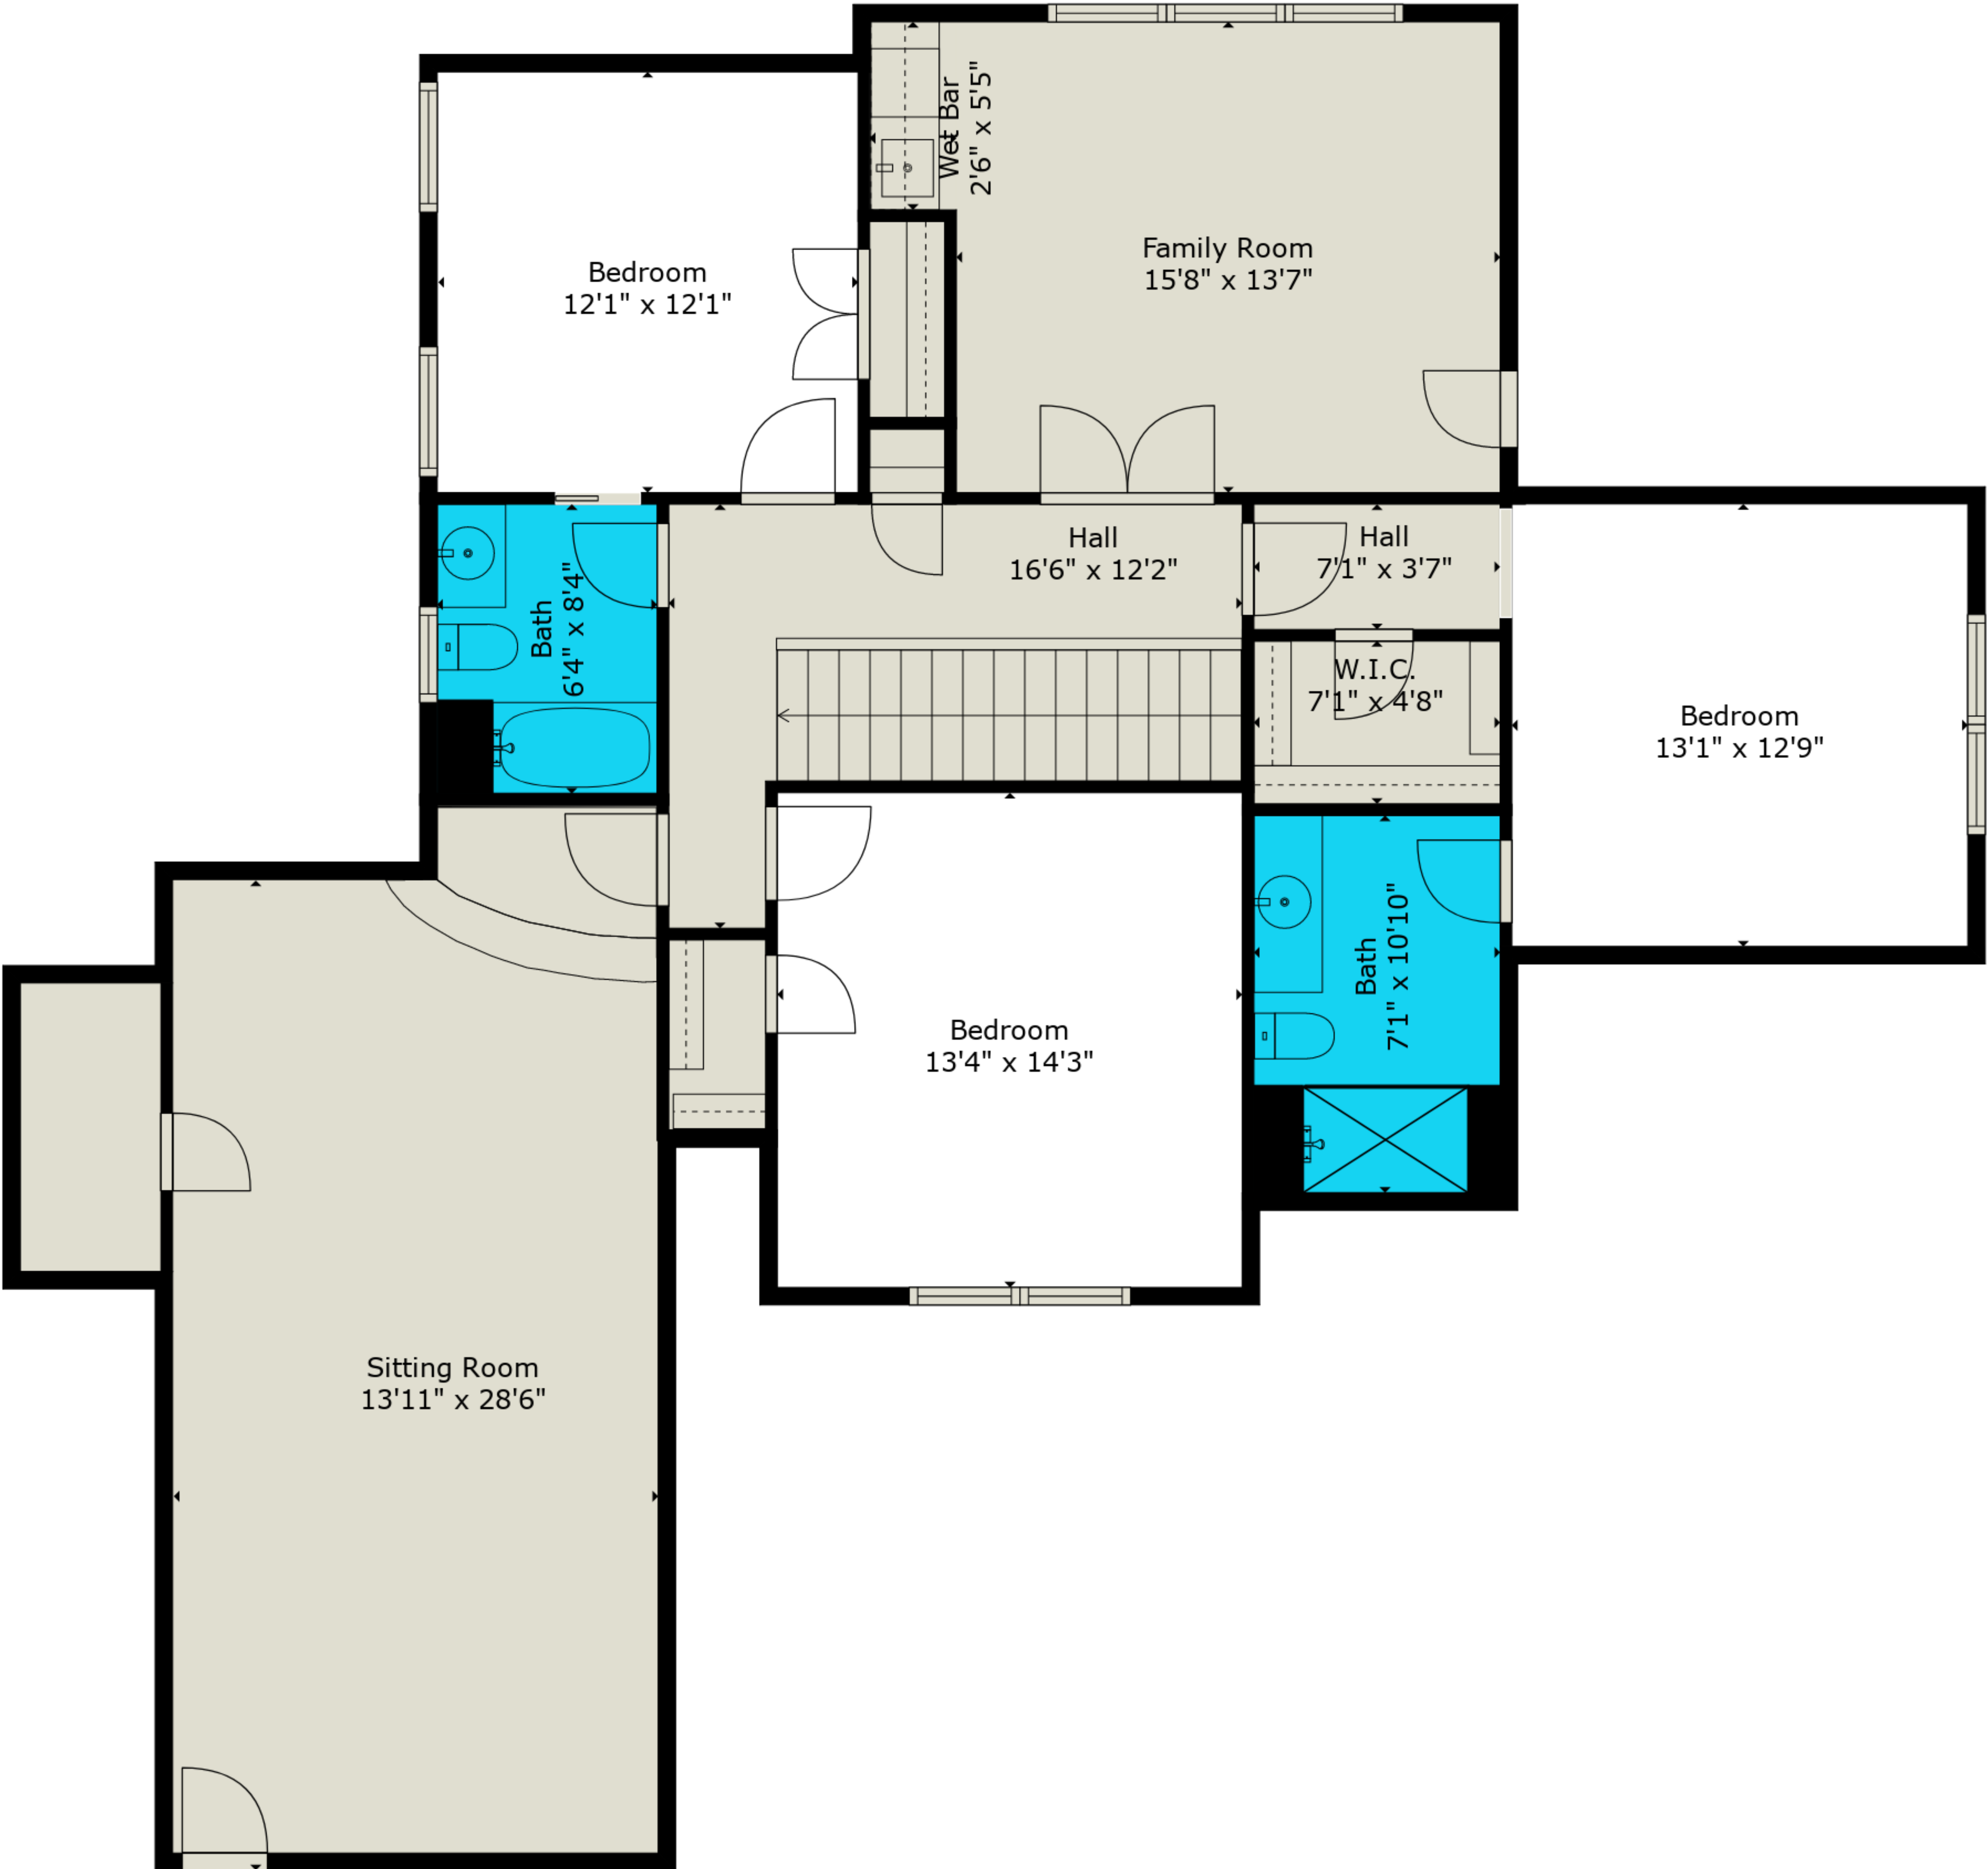 Wet Bar
2'6" x 5'5"
Family Room
15'8" x 13'7"
Bedroom
12'1" x 12'1"
Hall
16'6" x 12'2"
Hall
7'1" x 3'7"
Bath
6'4" x 8'4"
W.I.C.
7'1" x 4'8"
Bedroom
13'1" x 12'9"
Bath
7'1" x 10'10"
Bedroom
13'4" x 14'3"
Sitting Room
13'11" x 28'6"